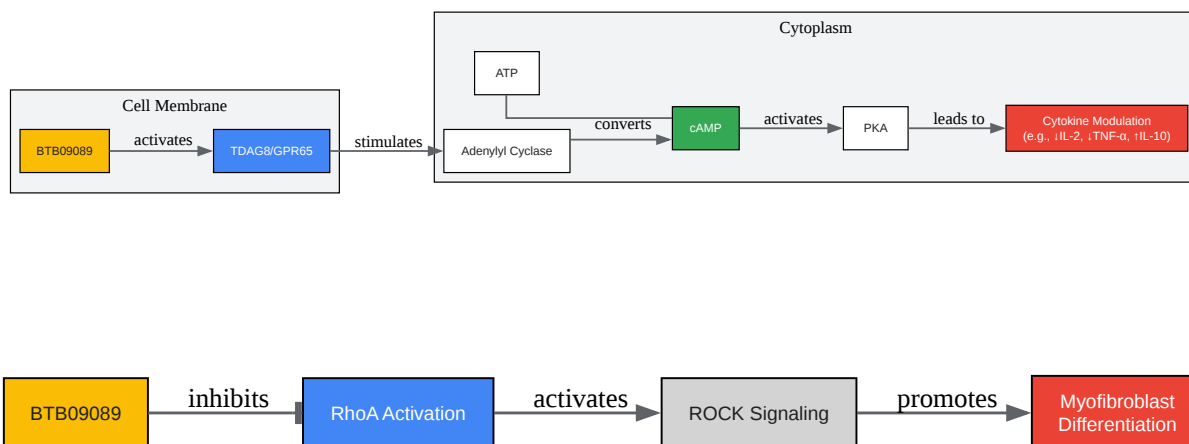 Cytoplasm
ATP
Cell Membrane
BTB09089
activates
TDAG8/GPR65
stimulates
Adenylyl Cyclase
converts
cAMP
activates
PKA
leads to
Cytokine Modulation
(e.g., ↓IL-2, ↓TNF-α, ↑IL-10)
BTB09089
inhibits
RhoA Activation
activates
ROCK Signaling
promotes
Myofibroblast
Differentiation